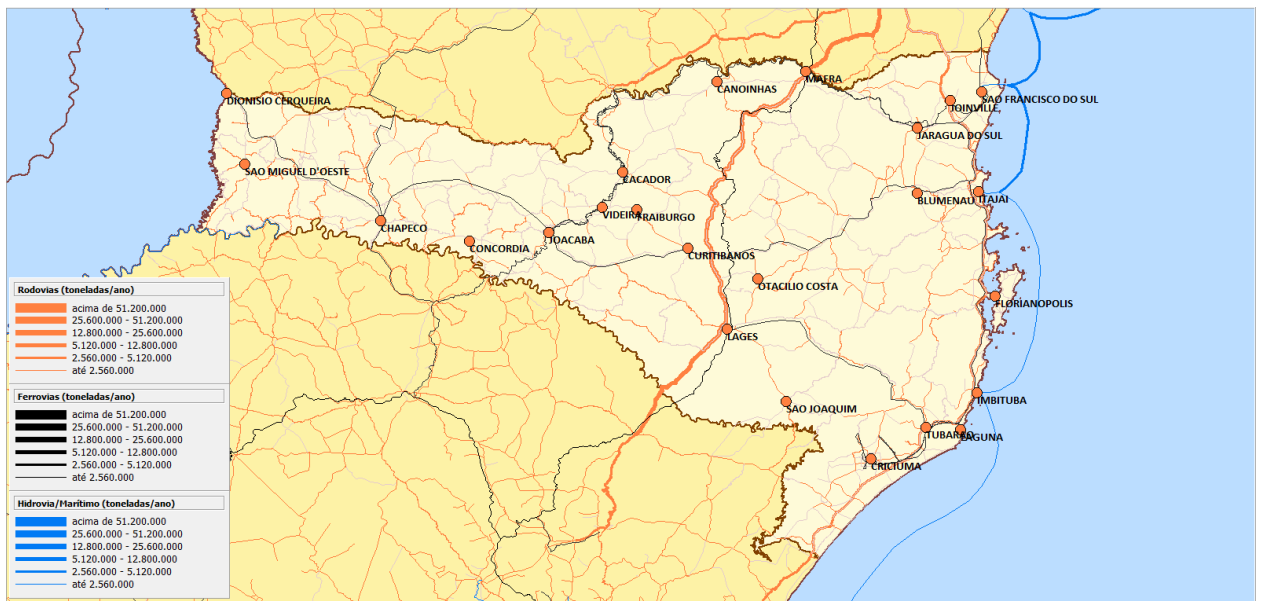 MAFRA
CANOINHAS
DIONISIO CERQUEIRA
SAO FRANCISCO DO SUL
JOINVILLE
JARAGUA DO SUL
SAO MIGUEL D'OESTE
CACADOR
BLUMENAU
ITAJAI
VIDEIRA
FRAIBURGO
CHAPECO
JOACABA
CONCORDIA
CURITIBANOS
OTACILIO COSTA
FLORIANOPOLIS
LAGES
IMBITUBA
SAO JOAQUIM
TUBARAO
LAGUNA
CRICIUMA
Rodovias (toneladas/ano)
acima de 51.200.000
25.600.000 - 51.200.000
12.800.000 - 25.600.000
5.120.000 - 12.800.000
2.560.000 - 5.120.000
até 2.560.000
Ferrovias (toneladas/ano)
acima de 51.200.000
25.600.000 - 51.200.000
12.800.000 - 25.600.000
5.120.000 - 12.800.000
2.560.000 - 5.120.000
até 2.560.000
Hidrovia/Marítimo (toneladas/ano)
acima de 51.200.000
25.600.000 - 51.200.000
12.800.000 - 25.600.000
5.120.000 - 12.800.000
2.560.000 - 5.120.000
até 2.560.000